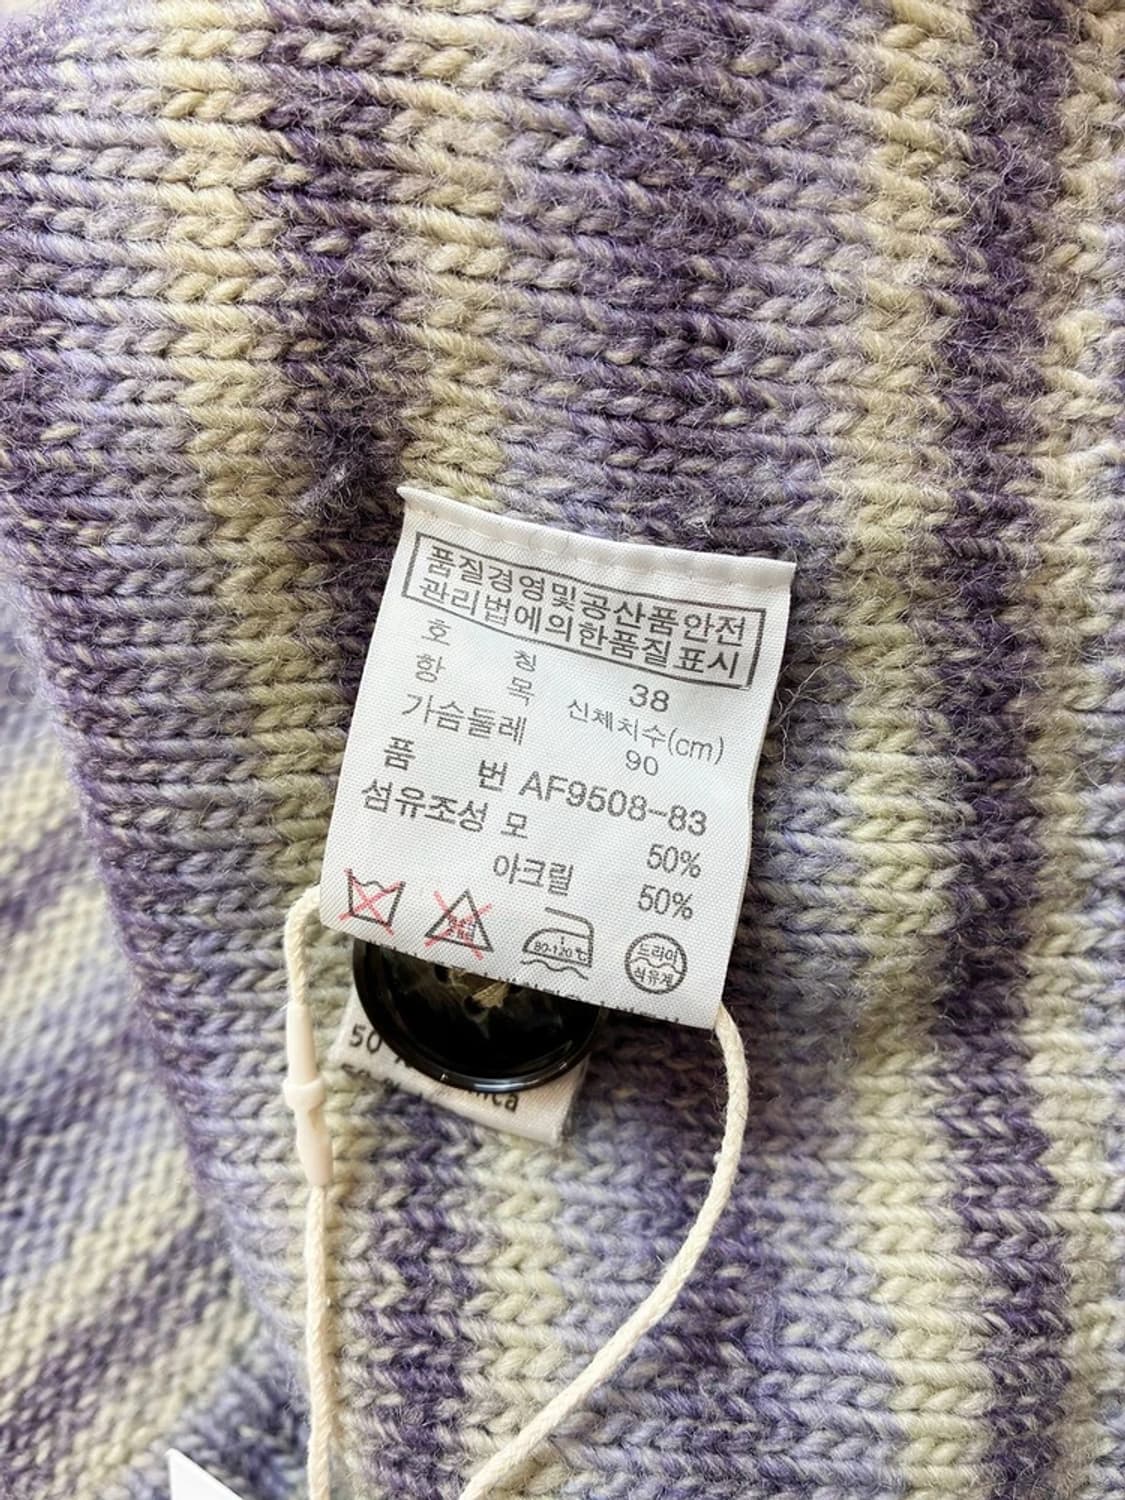 품질경영및공산품안전
관리법에의한품질표시
호 칭 38
항 목 신체치수(cm)
가슴둘레 90
품 번 AF9508-83
섬유조성 모 50%
아크릴 50%
80-120℃
드라이
석유계
50